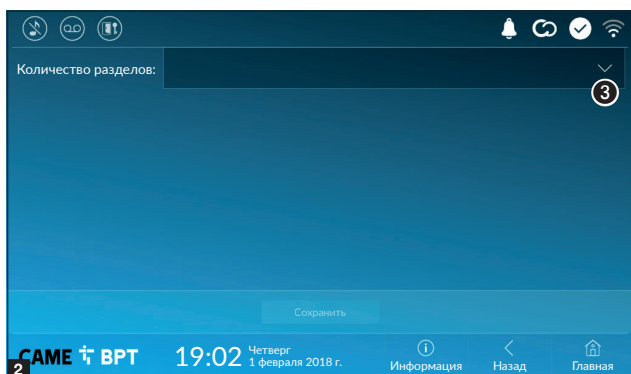 Количество разделов:
3
Сохранить
CAME BPT
19:02 Четверг
1 февраля 2018 г.
Информация
Назад
Главная
2